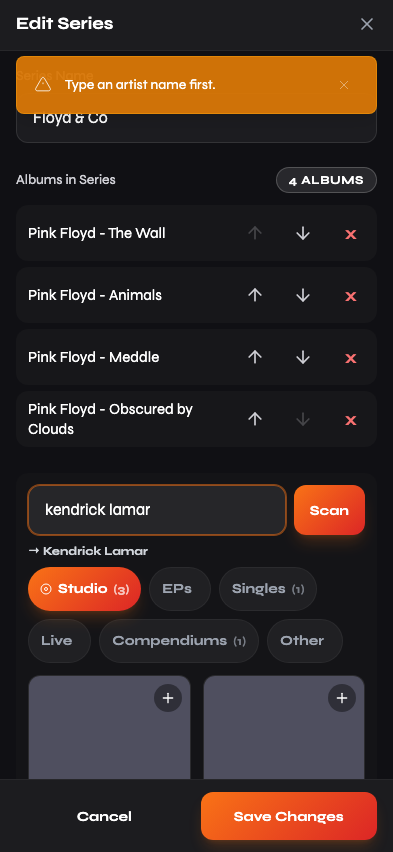 Edit Series
Series Name
Type an artist name first.
Floyd & Co
Albums in Series
4 ALBUMS
Pink Floyd - The Wall
x
Pink Floyd - Animals
x
Pink Floyd - Meddle
x
Pink Floyd - Obscured by
Clouds
x
kendrick lamar
Scan
→ Kendrick Lamar
Studio (3)
EPs
Singles (1)
Live
Compendiums (1)
Other
Cancel
Save Changes